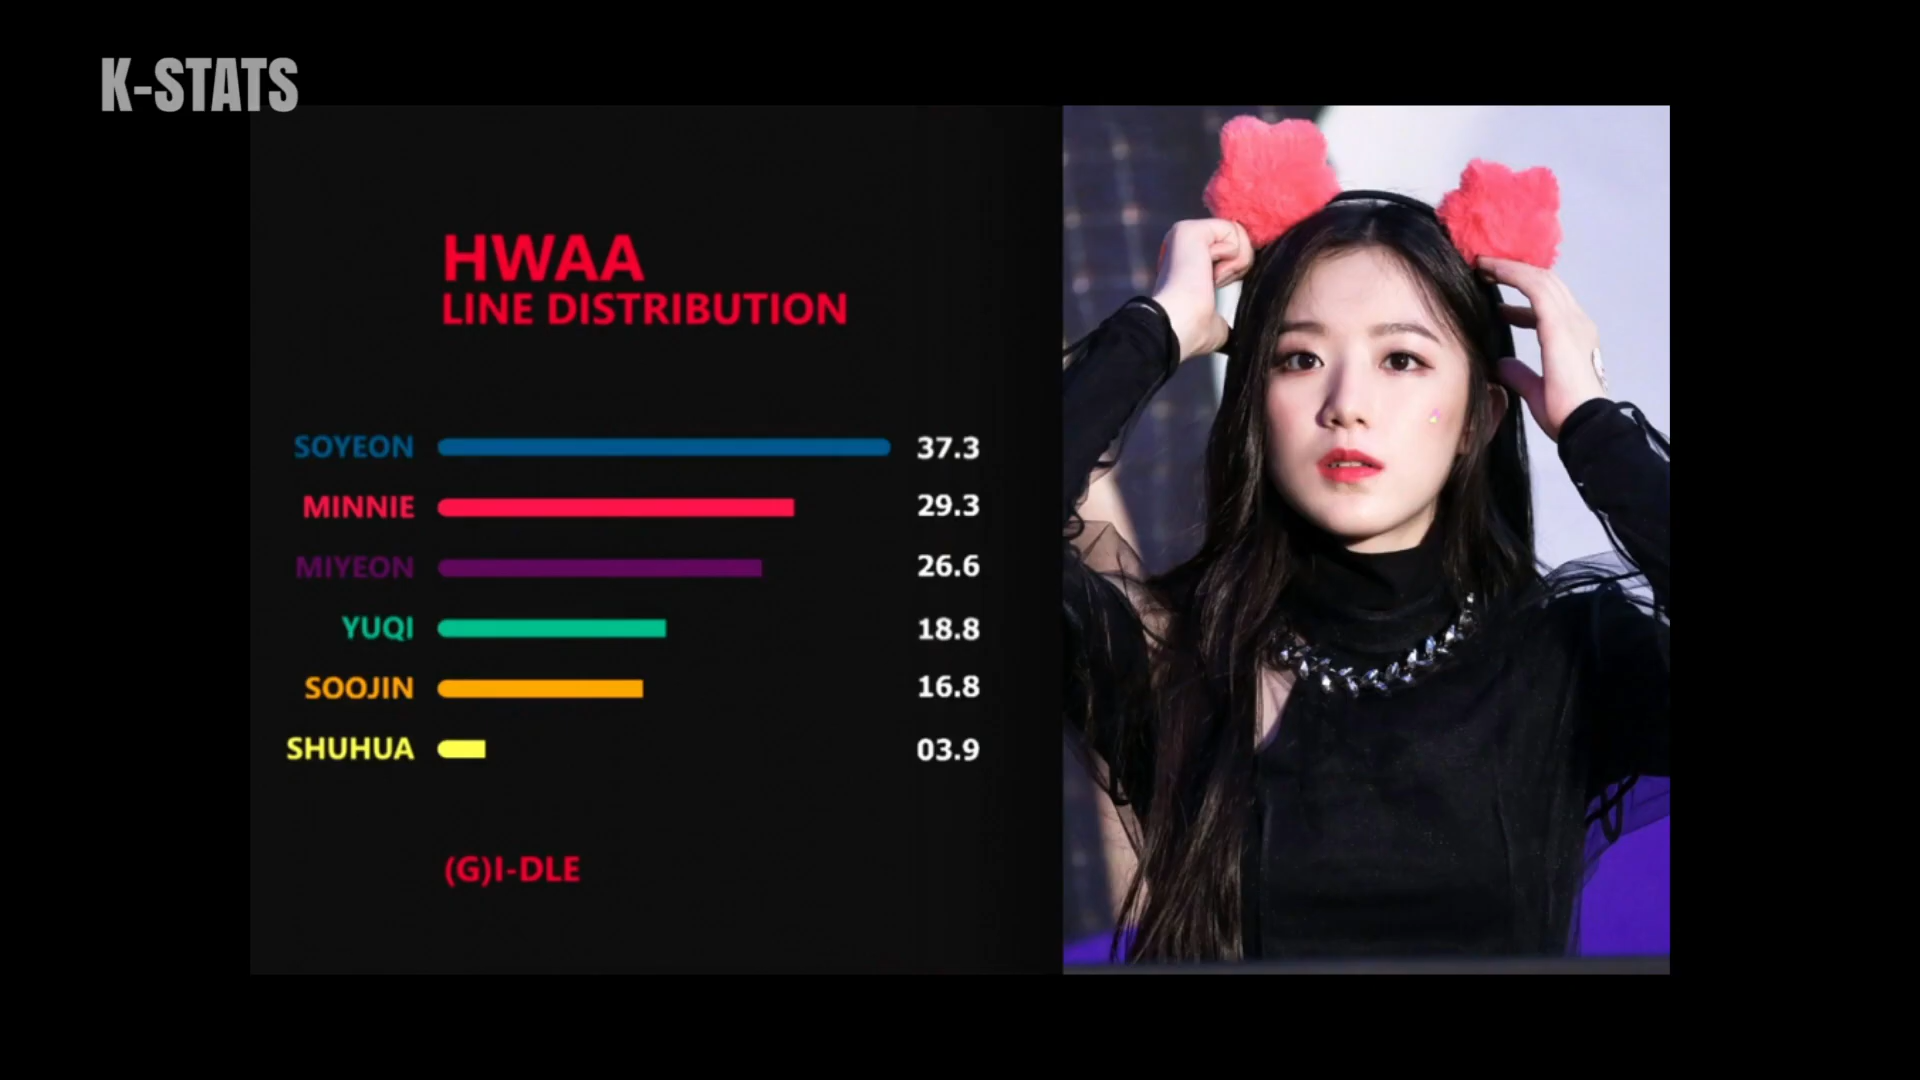 K-STATS
HWAA
LINE DISTRIBUTION
SOYEON 37.3
MINNIE 29.3
MIYEON 26.6
YUQI 18.8
SOOJIN 16.8
SHUHUA 03.9
(G)I-DLE